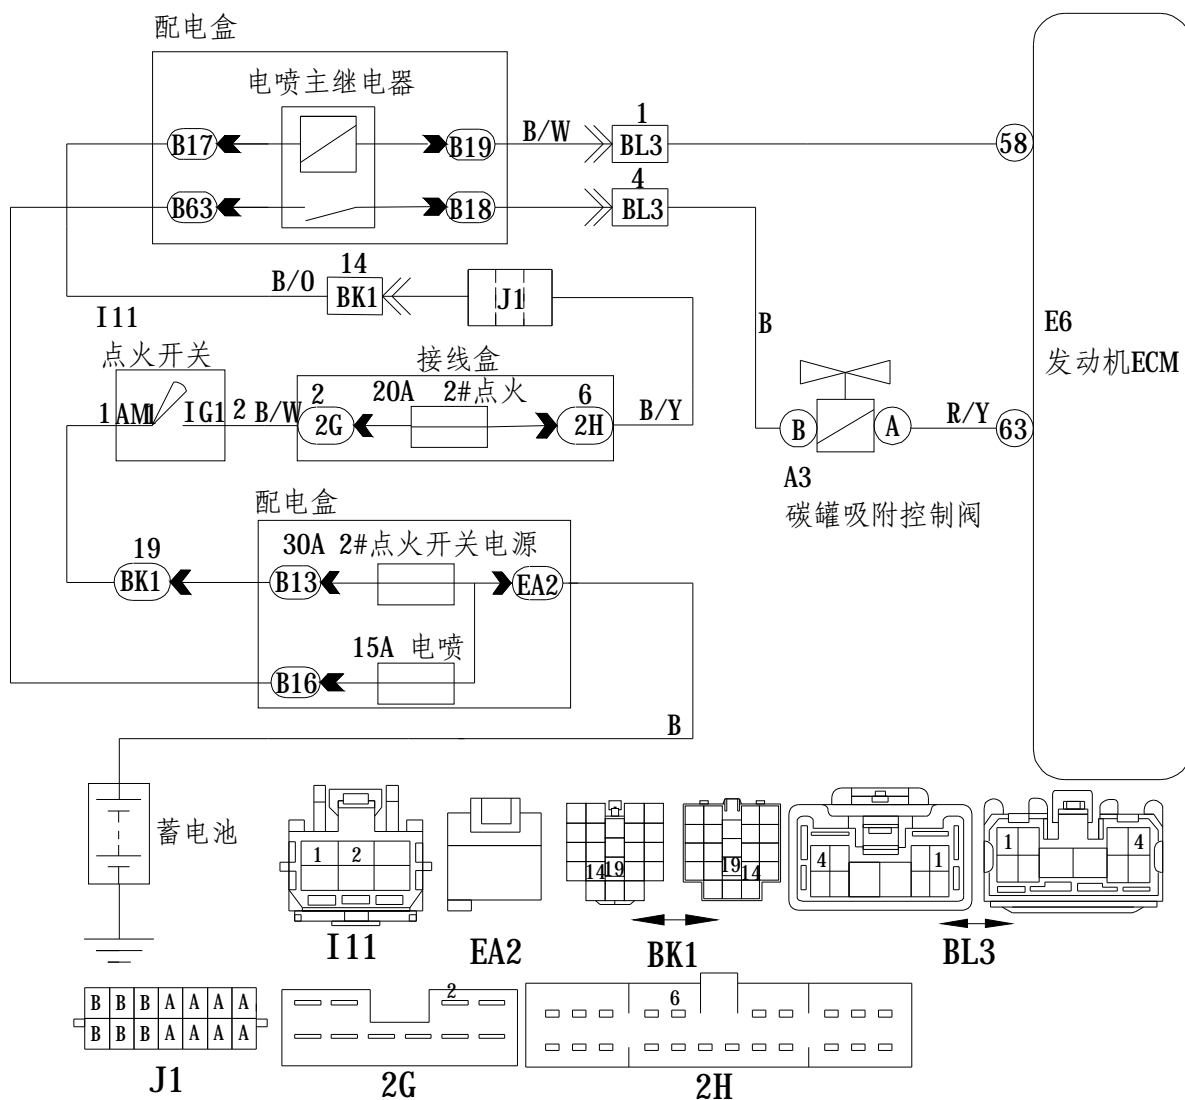 配电盒
电喷主继电器
B17 B19 B/W 1 BL3 58
B63 B18 4 BL3
B/O 14 BK1 J1
B
E6
发动机ECM
I11
点火开关
1 AM1 IG1 2 B/W
接线盒
2 2G 20A 2#点火 6 2H B/Y
B A R/Y 63
A3
碳罐吸附控制阀
配电盒
30A 2#点火开关电源
19 BK1 B13 EA2
15A 电喷
B16
B
蓄电池
1 2
I11
EA2
14 19 19 14
BK1
4 1 1 4
BL3
B B B A A A A
B B B A A A A
J1
2
2G
6
2H